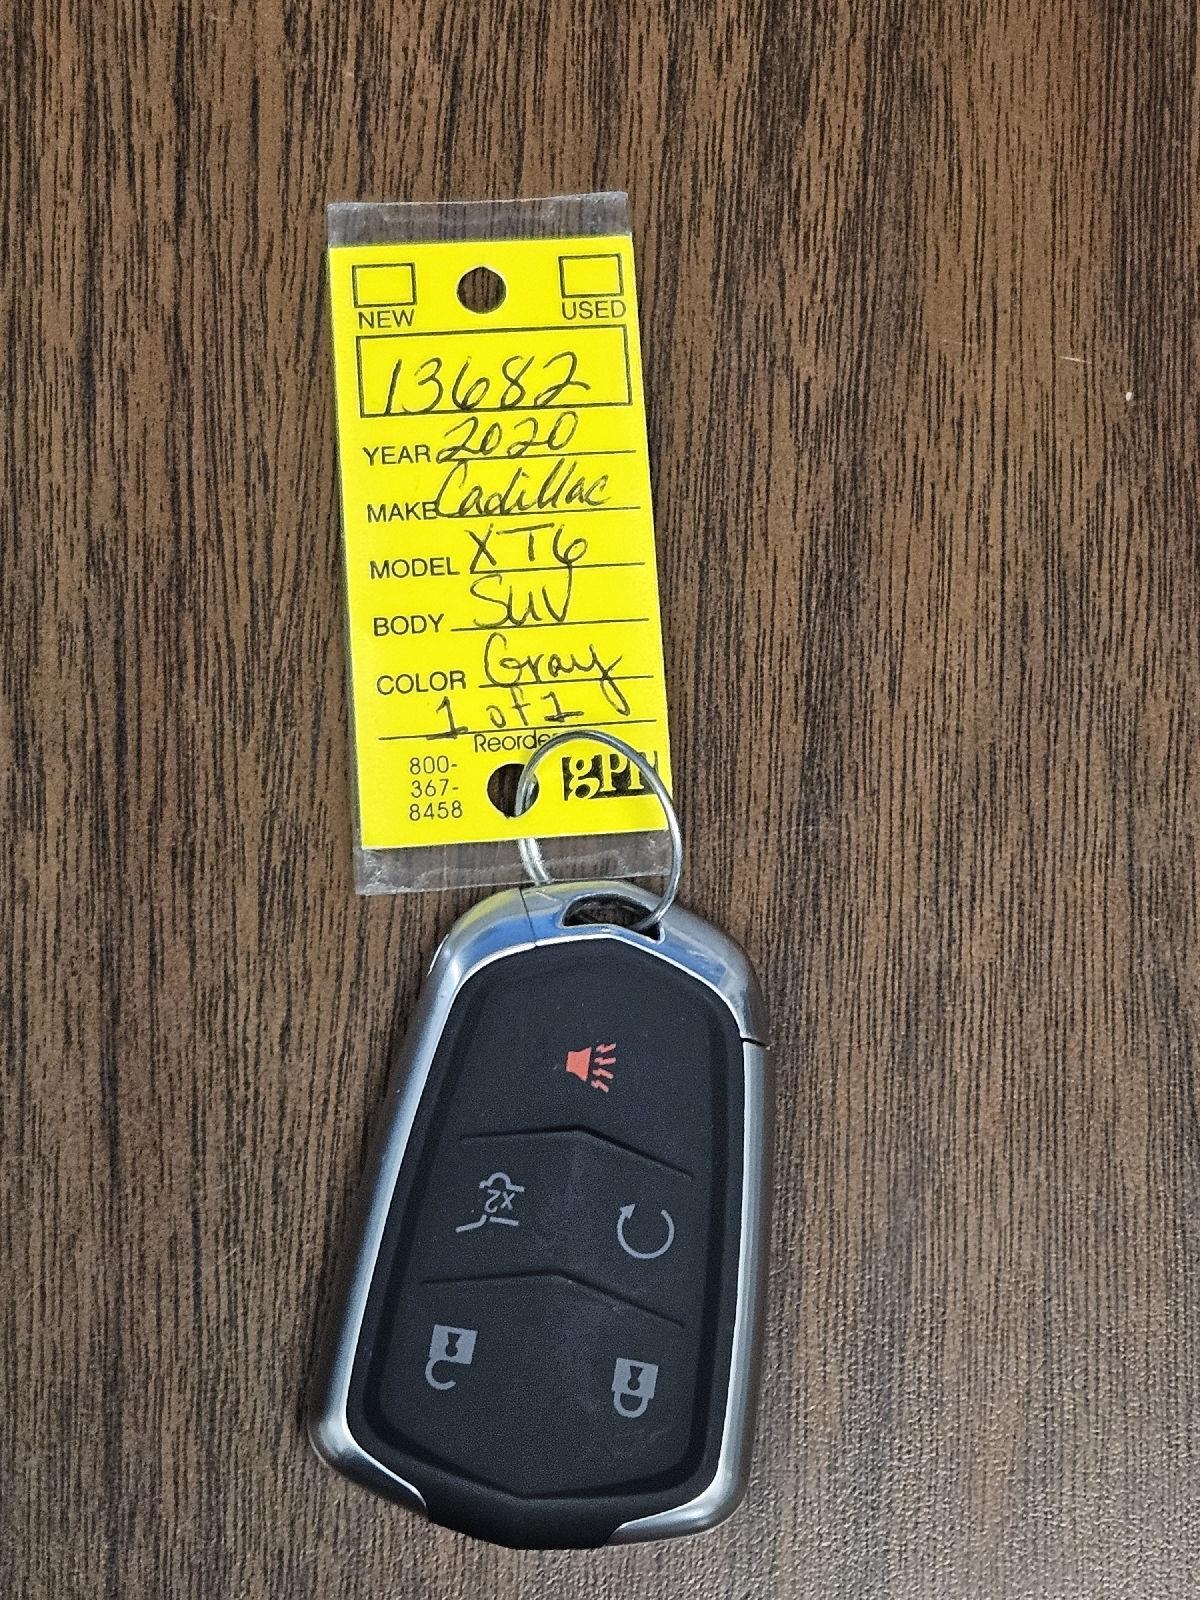 NEW USED
13682
YEAR 2020
MAKE Cadillac
MODEL XT6
BODY SUV
COLOR Gray
1 of 1
800-
367-
8458
X2